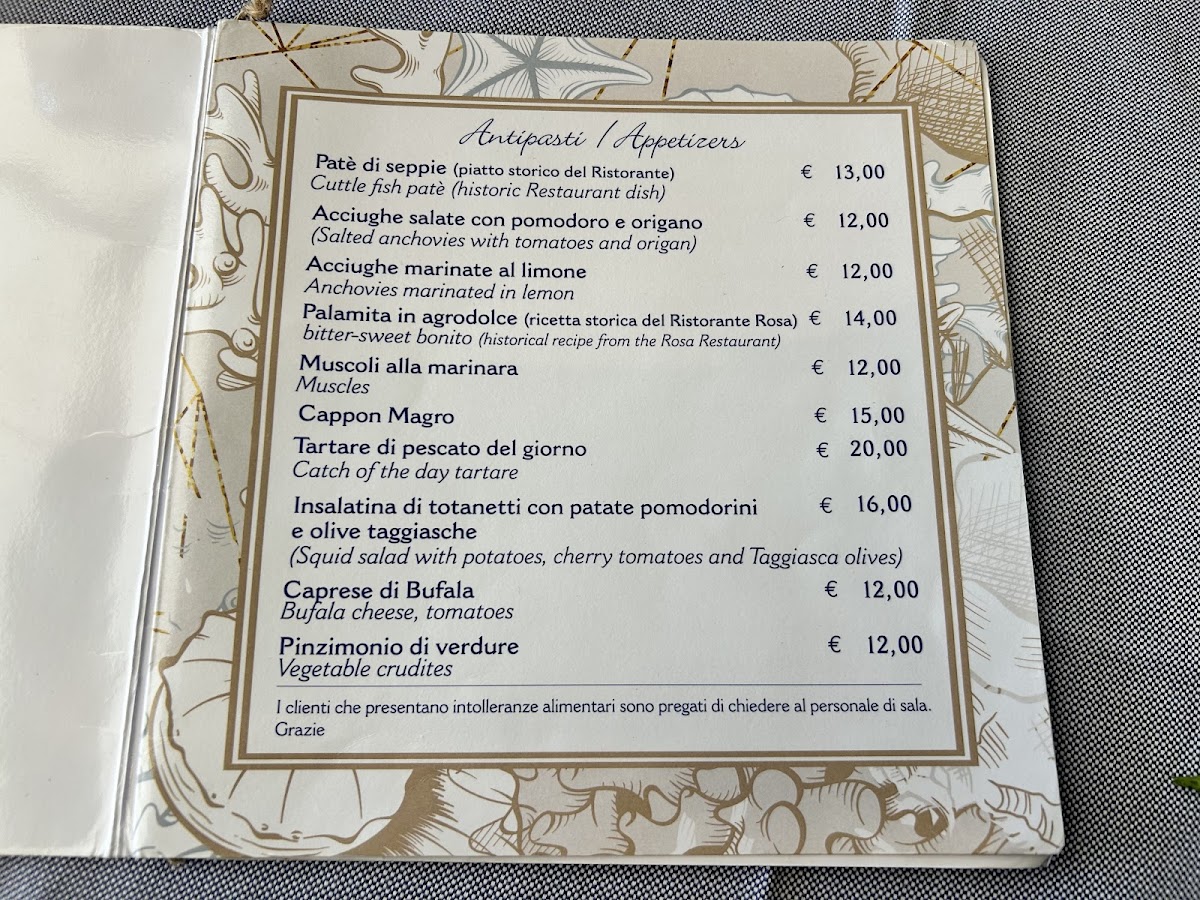 Antipasti / Appetizers
Patè di seppie (piatto storico del Ristorante) € 13,00
Cuttle fish patè (historic Restaurant dish)
Acciughe salate con pomodoro e origano € 12,00
(Salted anchovies with tomatoes and origan)
Acciughe marinate al limone € 12,00
Anchovies marinated in lemon
Palamita in agrodolce (ricetta storica del Ristorante Rosa) € 14,00
bitter-sweet bonito (historical recipe from the Rosa Restaurant)
Muscoli alla marinara € 12,00
Muscles
Cappon Magro € 15,00
Tartare di pescato del giorno € 20,00
Catch of the day tartare
Insalatina di totanetti con patate pomodorini € 16,00
e olive taggiasche
(Squid salad with potatoes, cherry tomatoes and Taggiasca olives)
Caprese di Bufala € 12,00
Bufala cheese, tomatoes
Pinzimonio di verdure € 12,00
Vegetable crudites
I clienti che presentano intolleranze alimentari sono pregati di chiedere al personale di sala.
Grazie